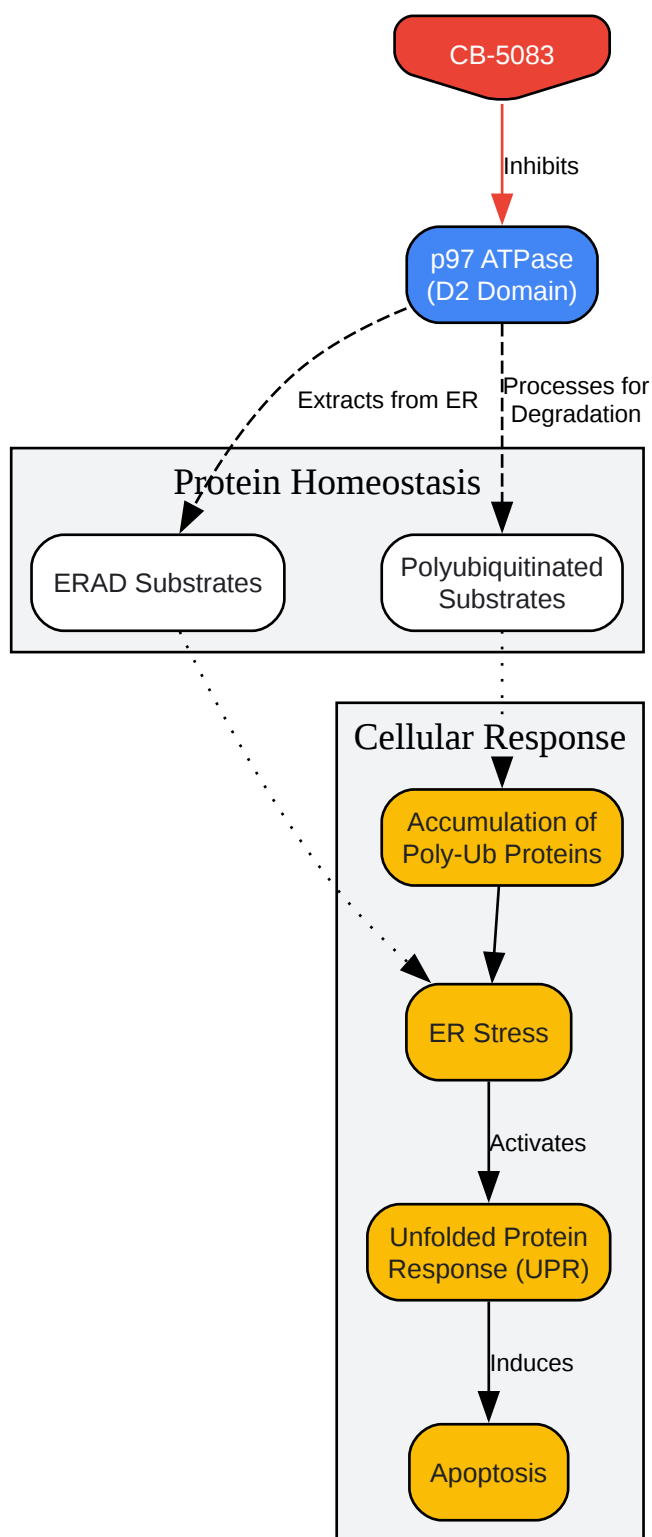 CB-5083
Inhibits
p97 ATPase
(D2 Domain)
Extracts from ER
Processes for
Degradation
Protein Homeostasis
ERAD Substrates
Polyubiquitinated
Substrates
Cellular Response
Accumulation of
Poly-Ub Proteins
ER Stress
Activates
Unfolded Protein
Response (UPR)
Induces
Apoptosis